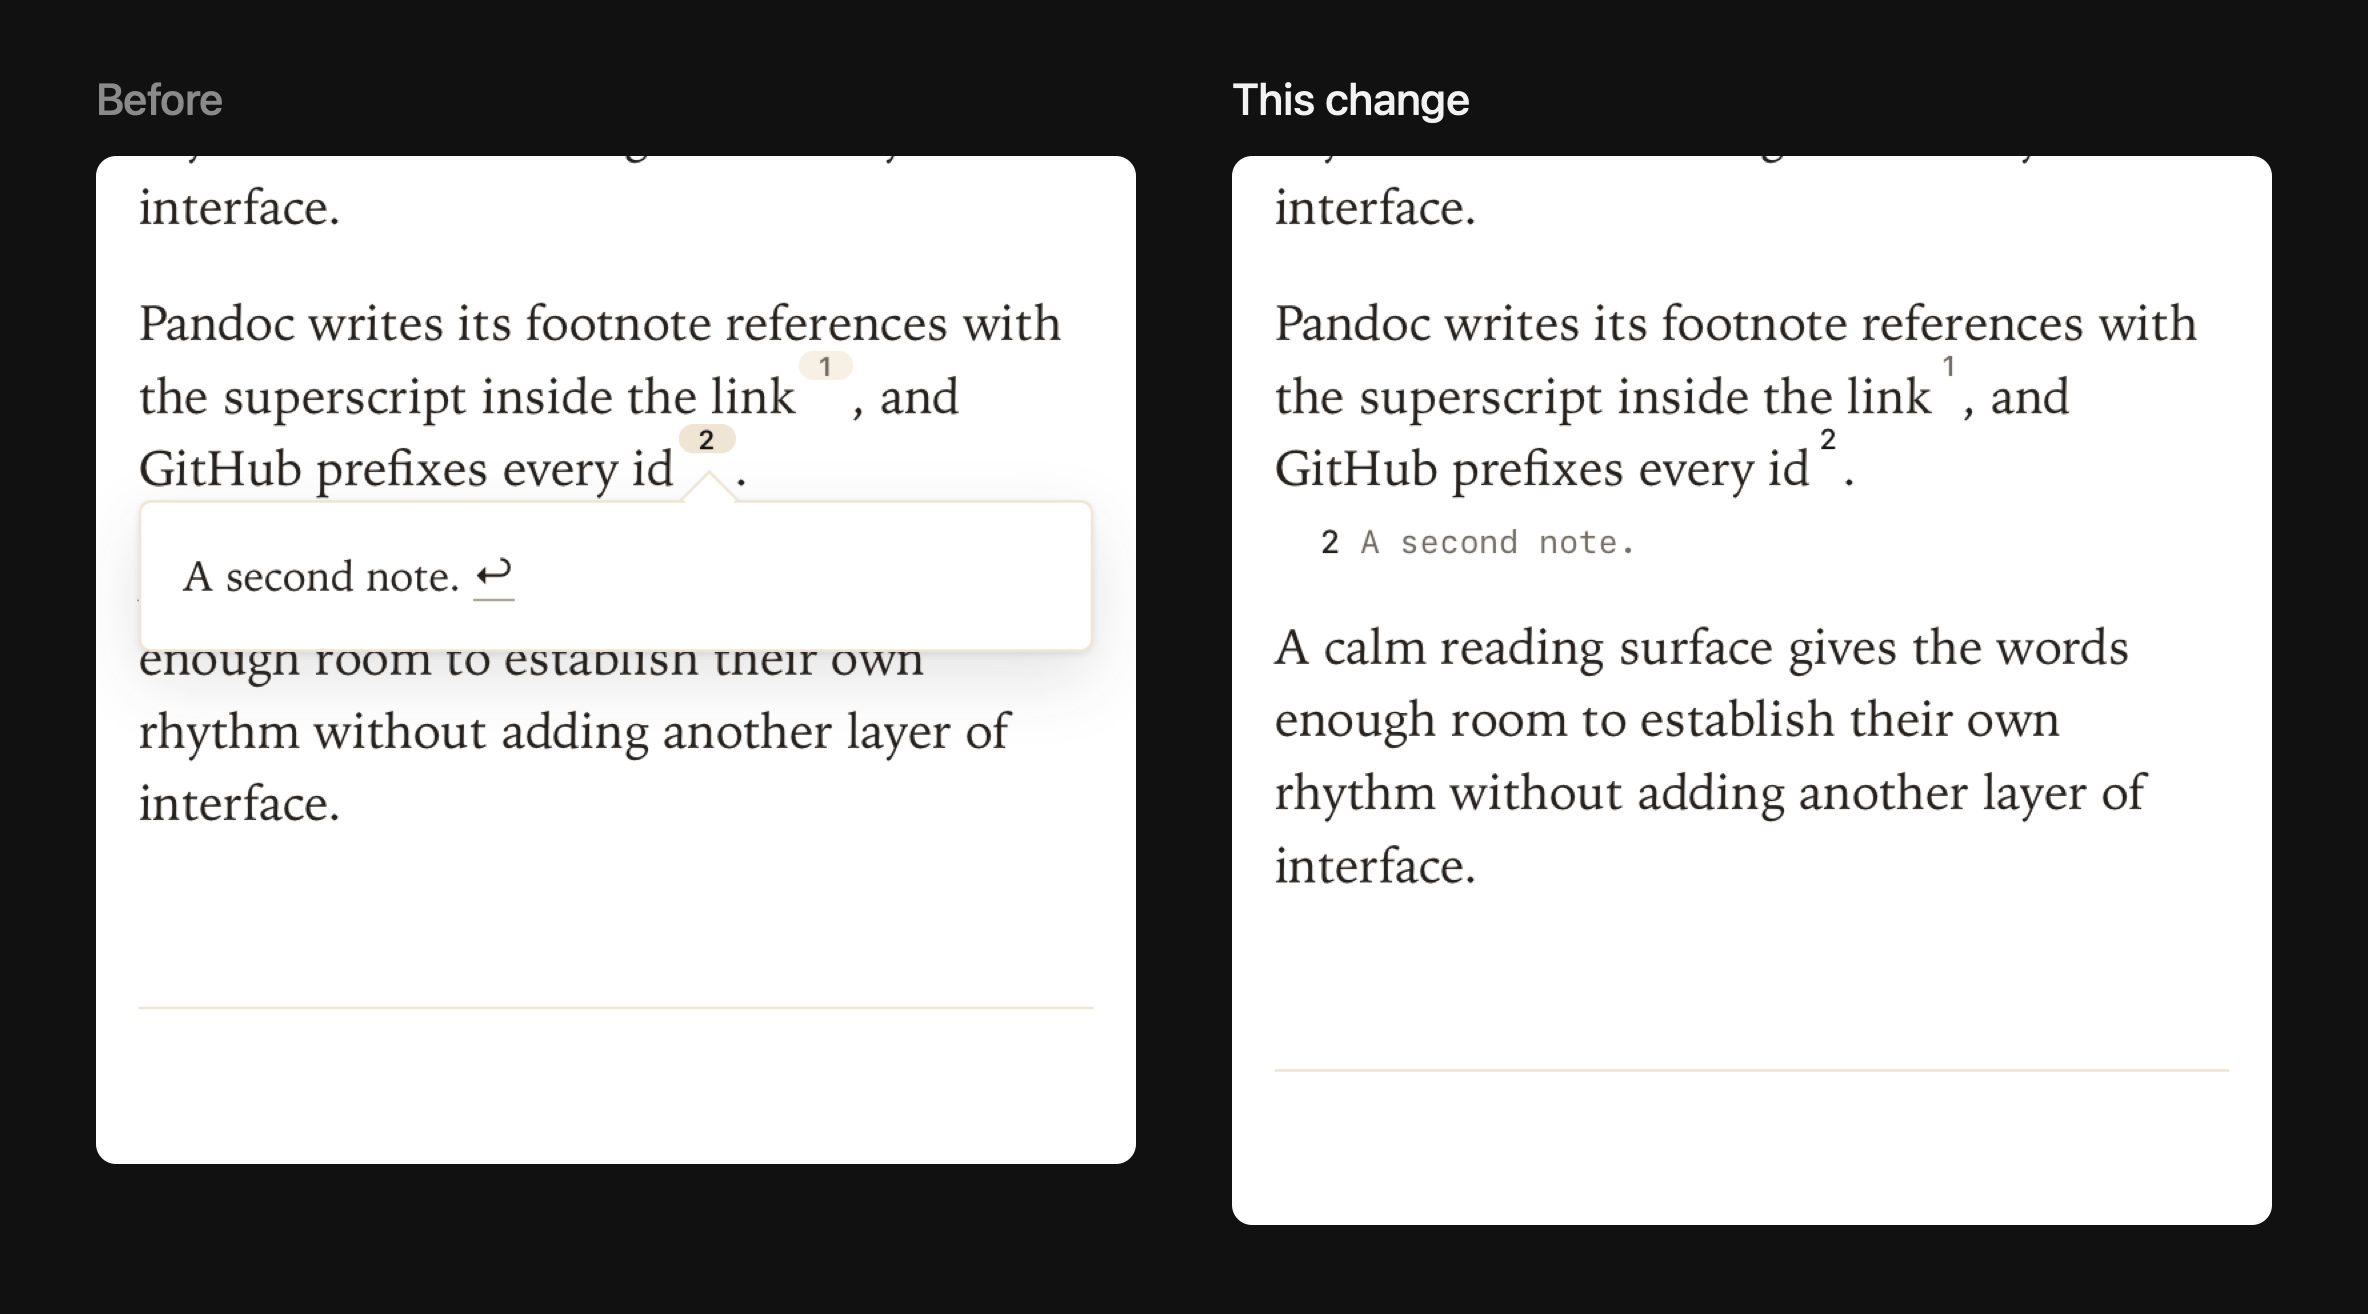 Before
interface.
Pandoc writes its footnote references with
the superscript inside the link 1, and
GitHub prefixes every id 2.
A second note. ↩
enough room to establish their own
rhythm without adding another layer of
interface.
This change
interface.
Pandoc writes its footnote references with
the superscript inside the link 1, and
GitHub prefixes every id 2.
2 A second note.
A calm reading surface gives the words
enough room to establish their own
rhythm without adding another layer of
interface.